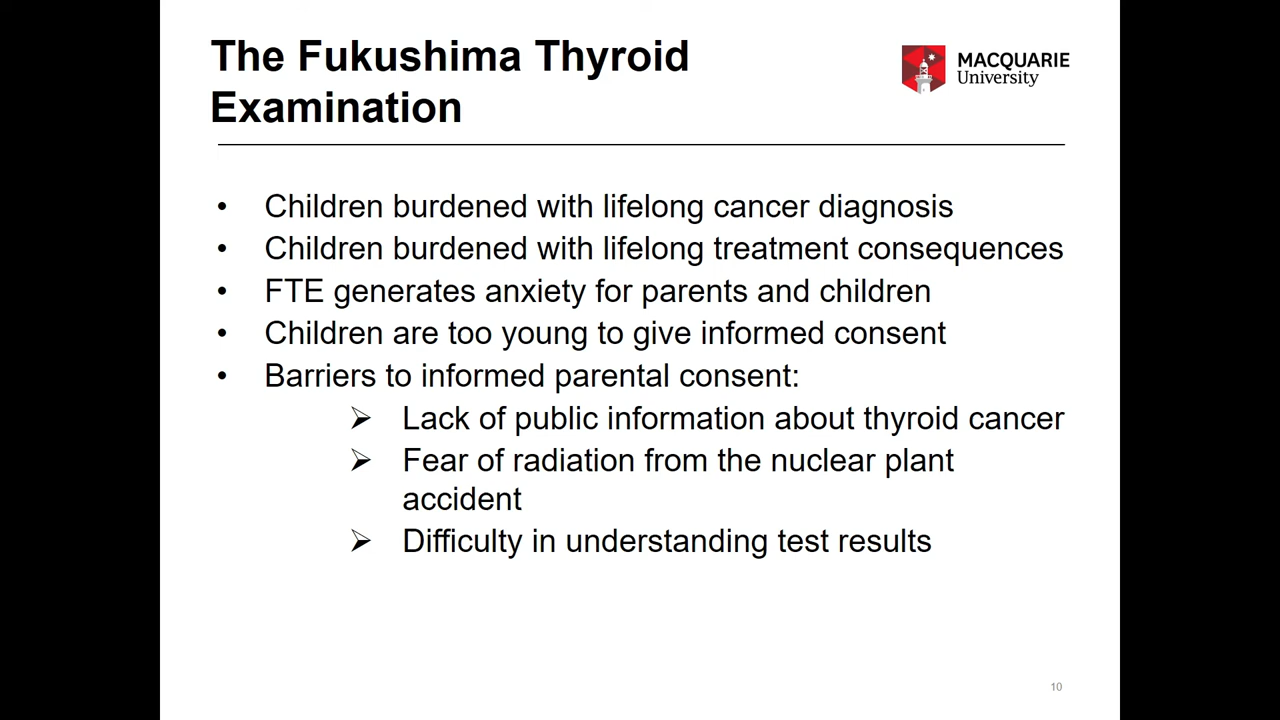 The Fukushima Thyroid
Examination
MACQUARIE
University
• Children burdened with lifelong cancer diagnosis
• Children burdened with lifelong treatment consequences
• FTE generates anxiety for parents and children
• Children are too young to give informed consent
• Barriers to informed parental consent:
➢ Lack of public information about thyroid cancer
➢ Fear of radiation from the nuclear plant
accident
➢ Difficulty in understanding test results
10